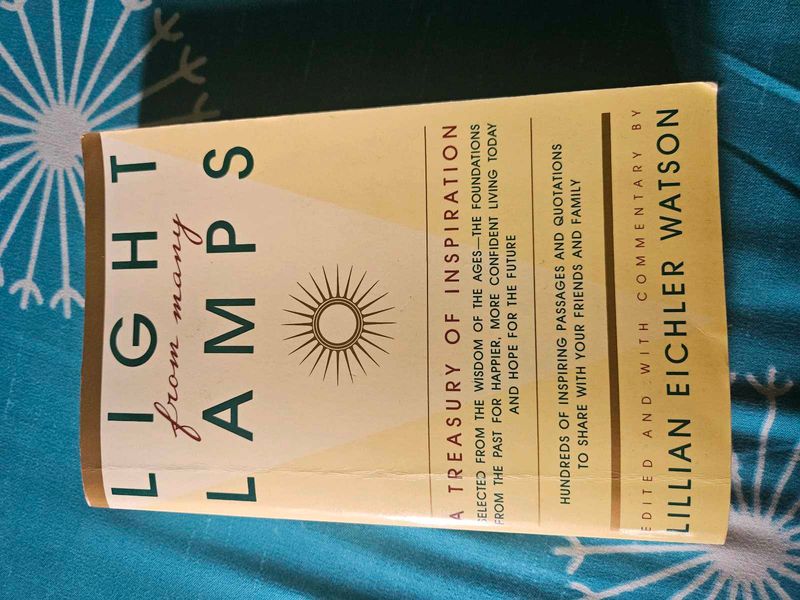 LIGHT
from many
LAMPS
A TREASURY OF INSPIRATION
SELECTED FROM THE WISDOM OF THE AGES—THE FOUNDATIONS
FROM THE PAST FOR HAPPIER, MORE CONFIDENT LIVING TODAY
AND HOPE FOR THE FUTURE
HUNDREDS OF INSPIRING PASSAGES AND QUOTATIONS
TO SHARE WITH YOUR FRIENDS AND FAMILY
EDITED AND WITH COMMENTARY BY
LILLIAN EICHLER WATSON